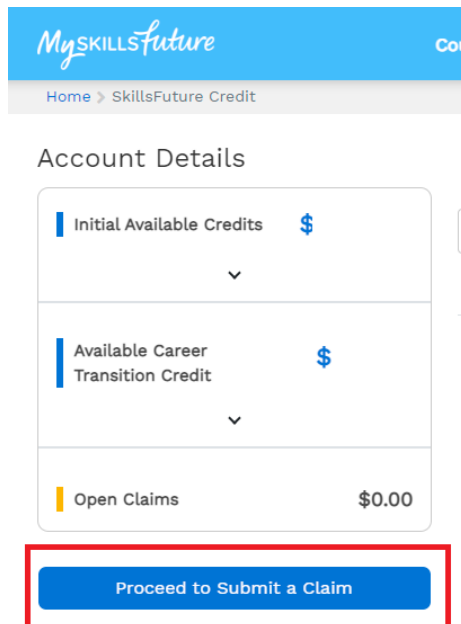 MySKILLSfuture
Cou
Home > SkillsFuture Credit
Account Details
Initial Available Credits $
Available Career
Transition Credit $
Open Claims $0.00
Proceed to Submit a Claim